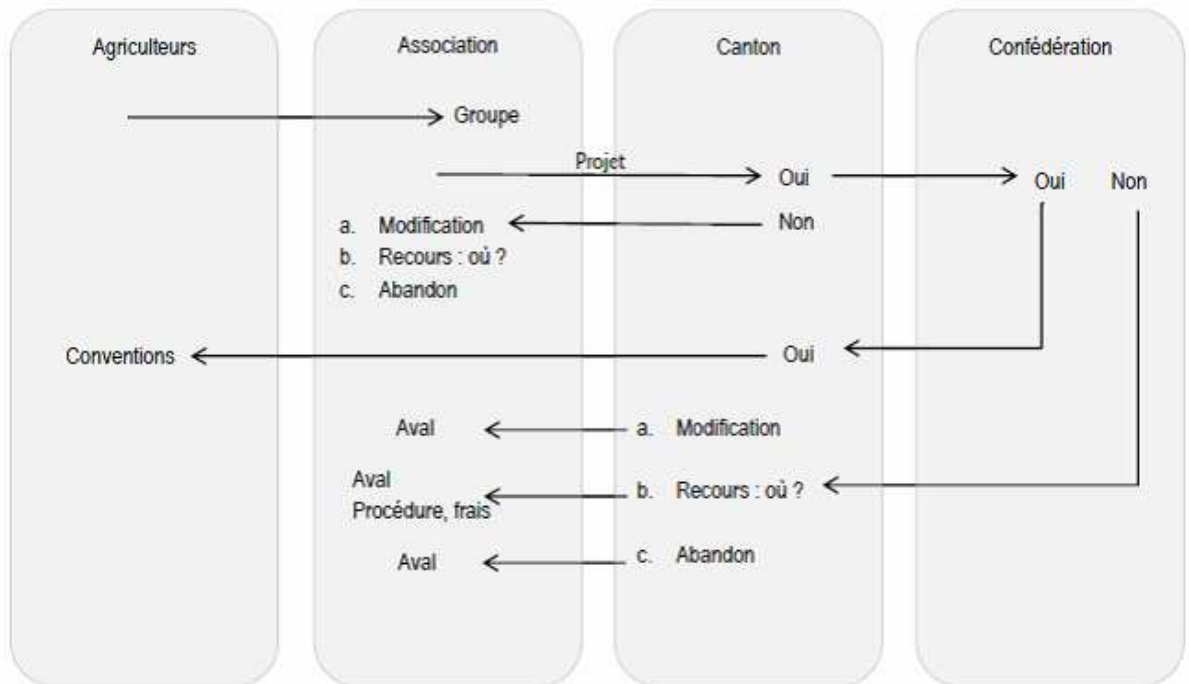 Agriculteurs
Association
Canton
Confédération
Groupe
Projet
Oui
Oui
Non
a. Modification
Non
b. Recours : où ?
c. Abandon
Conventions
Oui
Aval
a. Modification
Aval
Procédure, frais
b. Recours : où ?
Aval
c. Abandon